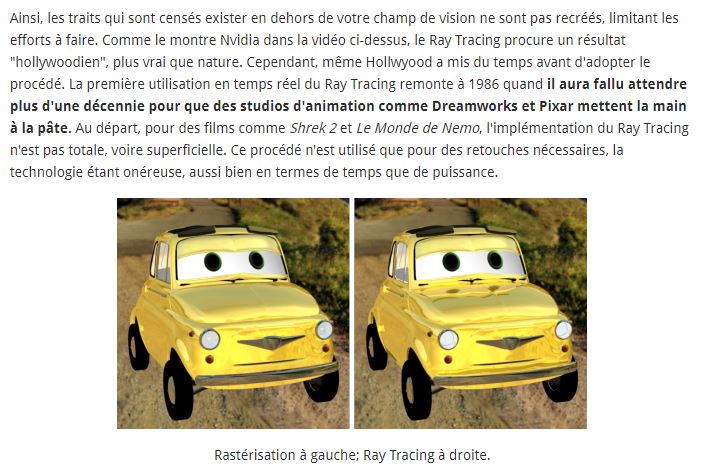 Ainsi, les traits qui sont censés exister en dehors de votre champ de vision ne sont pas recréés, limitant les
efforts à faire. Comme le montre Nvidia dans la vidéo ci-dessus, le Ray Tracing procure un résultat
"hollywoodien", plus vrai que nature. Cependant, même Hollwyood a mis du temps avant d'adopter le
procédé. La première utilisation en temps réel du Ray Tracing remonte à 1986 quand il aura fallu attendre
plus d'une décennie pour que des studios d'animation comme Dreamworks et Pixar mettent la main
à la pâte. Au départ, pour des films comme Shrek 2 et Le Monde de Nemo, l'implémentation du Ray Tracing
n'est pas totale, voire superficielle. Ce procédé n'est utilisé que pour des retouches nécessaires, la
technologie étant onéreuse, aussi bien en termes de temps que de puissance.
Rastérisation à gauche; Ray Tracing à droite.